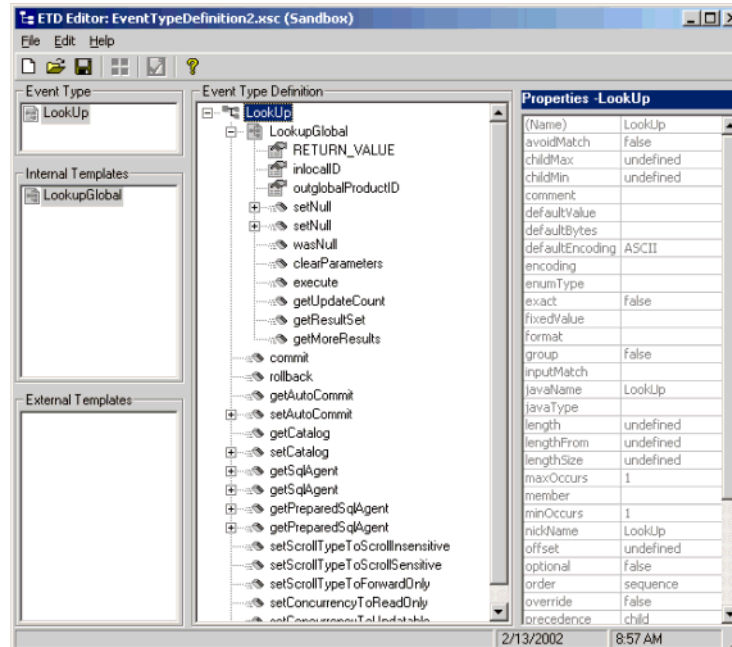 ETD Editor: EventTypeDefinition2.xsc (Sandbox)
File Edit Help
Event Type
LookUp
Internal Templates
LookupGlobal
External Templates
Event Type Definition
LookUp
LookupGlobal
RETURN_VALUE
inlocalID
outglobalProductID
setNull
setNull
wasNull
clearParameters
execute
getUpdateCount
getResultSet
getMoreResults
commit
rollback
getAutoCommit
setAutoCommit
getCatalog
setCatalog
getSqlAgent
getSqlAgent
getPreparedSqlAgent
getPreparedSqlAgent
setScrollTypeToScrollInsensitive
setScrollTypeToScrollSensitive
setScrollTypeToForwardOnly
setConcurrencyToReadOnly
setConcurrencyToUpdatable
Properties -LookUp
(Name) LookUp
avoidMatch false
childMax undefined
childMin undefined
comment
defaultValue
defaultBytes
defaultEncoding ASCII
encoding
enumType
exact false
fixedValue
format
group false
inputMatch
javaName LookUp
javaType
length undefined
lengthFrom undefined
lengthSize undefined
maxOccurs 1
member
minOccurs 1
nickName LookUp
offset undefined
optional false
order sequence
override false
precedence child
2/13/2002 8:57 AM